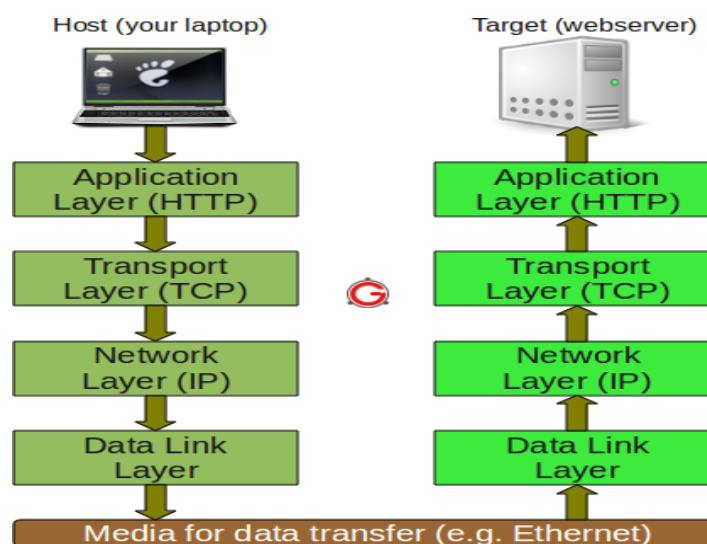 Host (your laptop)
Target (webserver)
Application
Layer (HTTP)
Transport
Layer (TCP)
Network
Layer (IP)
Data Link
Layer
Application
Layer (HTTP)
Transport
Layer (TCP)
Network
Layer (IP)
Data Link
Layer
G
Media for data transfer (e.g. Ethernet)